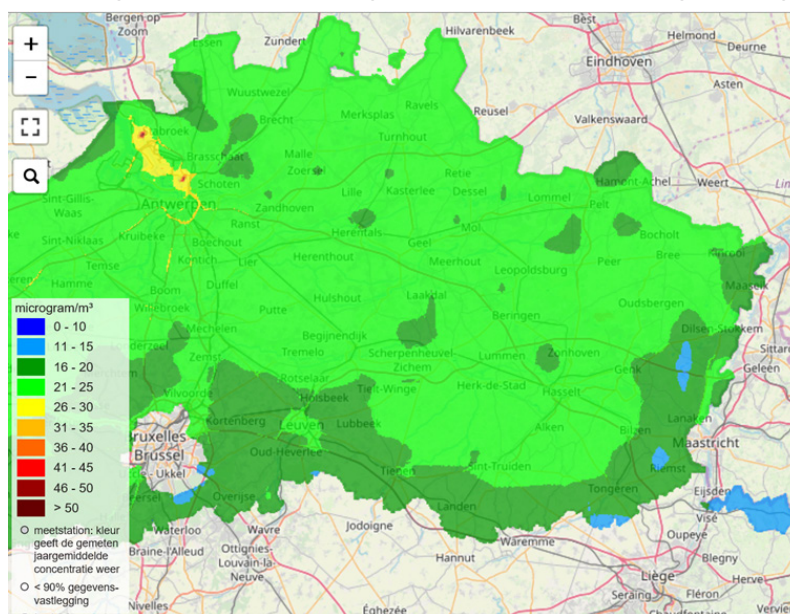 Bergen op
Zoom
Zundert
Hilvarenbeek
Best
Helmond
Deurne
Essen
Eindhoven
Asten
Wuustwezel
Ravels
Reusel
Merksplas
Brecht
Valkenswaard
Turnhout
Brasschaat
Malle
Retie
Zoersel
Schoten
Lille
Kasterlee
Dessel
Hamont-Achel
Weert
Lommel
Pelt
Sint-Gillis-
Waas
Antwerpen
Zandhoven
Ranst
Herentals
Mol
Bocholt
Kruibeke
Boechout
Geel
Sint-Niklaas
Kontich
Lier
Herenthout
Meerhout
Peer
Bree
Kinrooi
Temse
Leopoldsburg
Hamme
Boom
Duffel
Maaseik
Willebroek
Hulshout
Laakdal
Oudsbergen
Putte
Beringen
Mechelen
Begijnendijk
Dilsen-Stokkem
Zemst
Tremelo
Scherpenheuvel-
Zichem
Lummen
Zonhoven
Sittard
Geleen
Rotselaar
Genk
Vilvoorde
Holsbeek
Tielt-Winge
Herk-de-Stad
Hasselt
Kortenberg
Leuven
Lubbeek
Alken
Bilzen
Lanaken
Bruxelles
Brussel
Maastricht
Oud-Heverlee
Ukkel
Tienen
Sint-Truiden
Riemst
Overijse
Landen
Tongeren
Eijsden
Waterloo
Wavre
Jodoigne
Waremme
Visé
Oupeye
Braine-l'Alleud
Ottignies-
Louvain-la-
Neuve
Hannut
Blegny
Liège
Herve
Seraing
Fléron
Nivelles
Éghezée
Chaudfontaine
+
−
microgram/m³
0 - 10
11 - 15
16 - 20
21 - 25
26 - 30
31 - 35
36 - 40
41 - 45
46 - 50
> 50
meetstation: kleur
geeft de gemeten
jaargemiddelde
concentratie weer
< 90% gegevens-
vastlegging